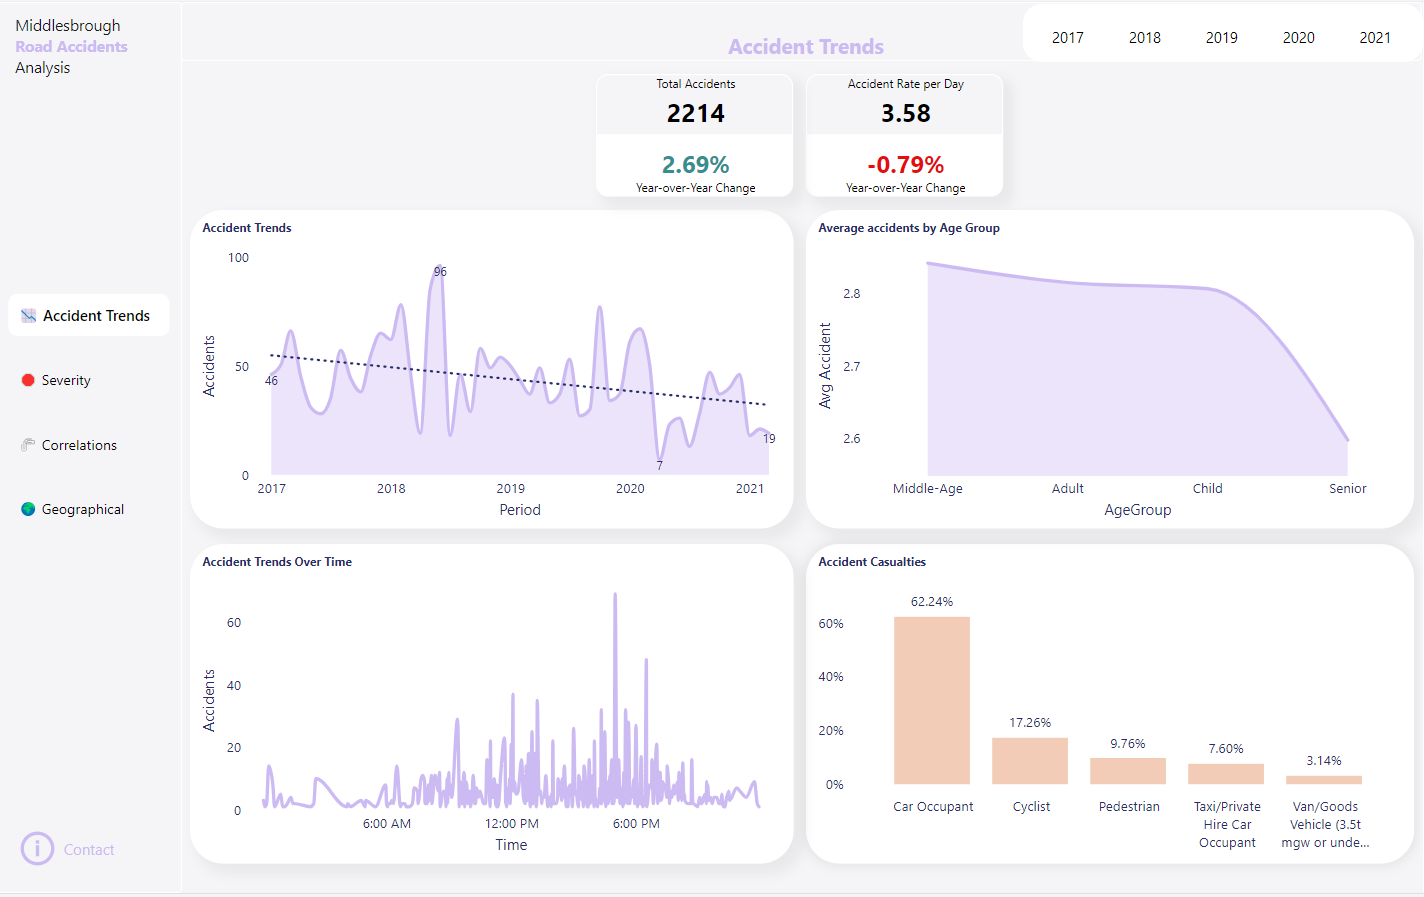 Middlesbrough
Road Accidents
Analysis
Accident Trends
2017 2018 2019 2020 2021
Total Accidents
2214
2.69%
Year-over-Year Change
Accident Rate per Day
3.58
-0.79%
Year-over-Year Change
Accident Trends
Severity
Correlations
Geographical
Contact
Accident Trends
Accidents
100
50
0
96
46
7
19
2017 2018 2019 2020 2021
Period
Average accidents by Age Group
Avg Accident
2.8
2.7
2.6
Middle-Age Adult Child Senior
AgeGroup
Accident Trends Over Time
Accidents
60
40
20
0
6:00 AM 12:00 PM 6:00 PM
Time
Accident Casualties
60%
40%
20%
0%
62.24%
17.26%
9.76%
7.60%
3.14%
Car Occupant
Cyclist
Pedestrian
Taxi/Private
Hire Car
Occupant
Van/Goods
Vehicle (3.5t
mgw or unde...